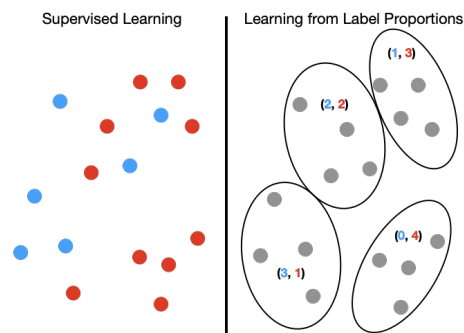 Supervised Learning
Learning from Label Proportions
(1, 3)
(2, 2)
(0, 4)
(3, 1)